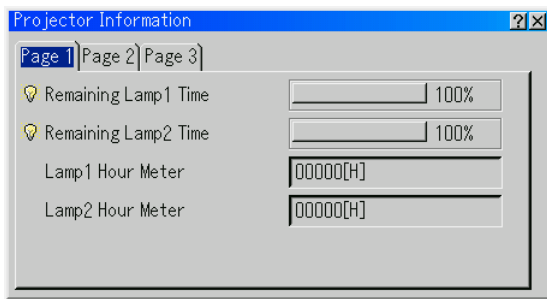 Projector Information ? ×
Page 1 Page 2 Page 3
Remaining Lamp1 Time 100%
Remaining Lamp2 Time 100%
Lamp1 Hour Meter 00000[H]
Lamp2 Hour Meter 00000[H]